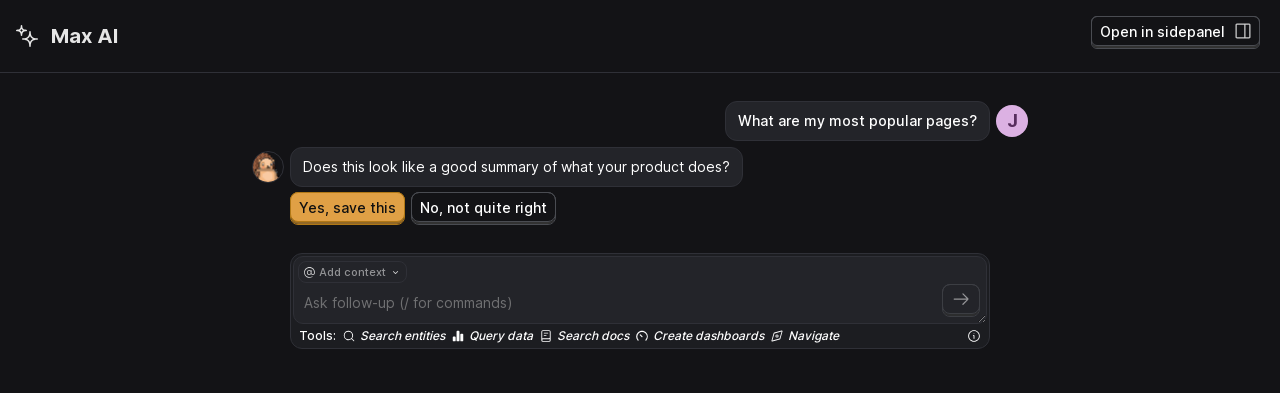 Max AI
Open in sidepanel
What are my most popular pages?
J
Does this look like a good summary of what your product does?
Yes, save this
No, not quite right
@ Add context
Ask follow-up (/ for commands)
Tools: Search entities Query data Search docs Create dashboards Navigate